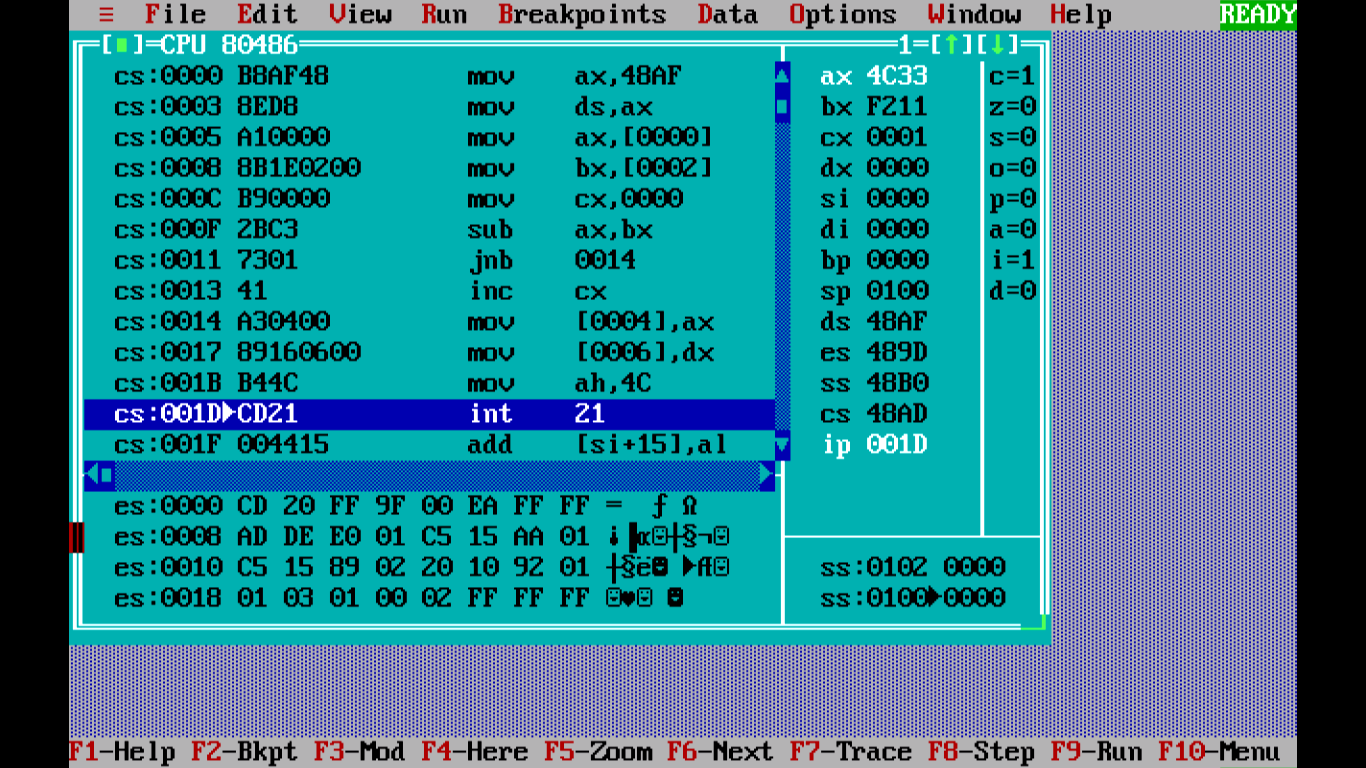 ≡ File Edit View Run Breakpoints Data Options Window Help READY
[■]=CPU 80486 1=[↑][↓]
cs:0000 B8AF48 mov ax,48AF ax 4C33 c=1
cs:0003 8ED8 mov ds,ax bx F211 z=0
cs:0005 A10000 mov ax,[0000] cx 0001 s=0
cs:0008 8B1E0200 mov bx,[0002] dx 0000 o=0
cs:000C B90000 mov cx,0000 si 0000 p=0
cs:000F 2BC3 sub ax,bx di 0000 a=0
cs:0011 7301 jnb 0014 bp 0000 i=1
cs:0013 41 inc cx sp 0100 d=0
cs:0014 A30400 mov [0004],ax ds 48AF
cs:0017 89160600 mov [0006],dx es 489D
cs:001B B44C mov ah,4C ss 48B0
cs:001D►CD21 int 21 cs 48AD
cs:001F 004415 add [si+15],al ip 001D
es:0000 CD 20 FF 9F 00 EA FF FF = ƒ Ω
es:0008 AD DE E0 01 C5 15 AA 01 ¡▐α☺┼§¬☺
es:0010 C5 15 89 02 20 10 92 01 ┼§ë☻ ►Æ☺ ss:0102 0000
es:0018 01 03 01 00 02 FF FF FF ☺♥☺ ☻ ss:0100►0000
F1-Help F2-Bkpt F3-Mod F4-Here F5-Zoom F6-Next F7-Trace F8-Step F9-Run F10-Menu